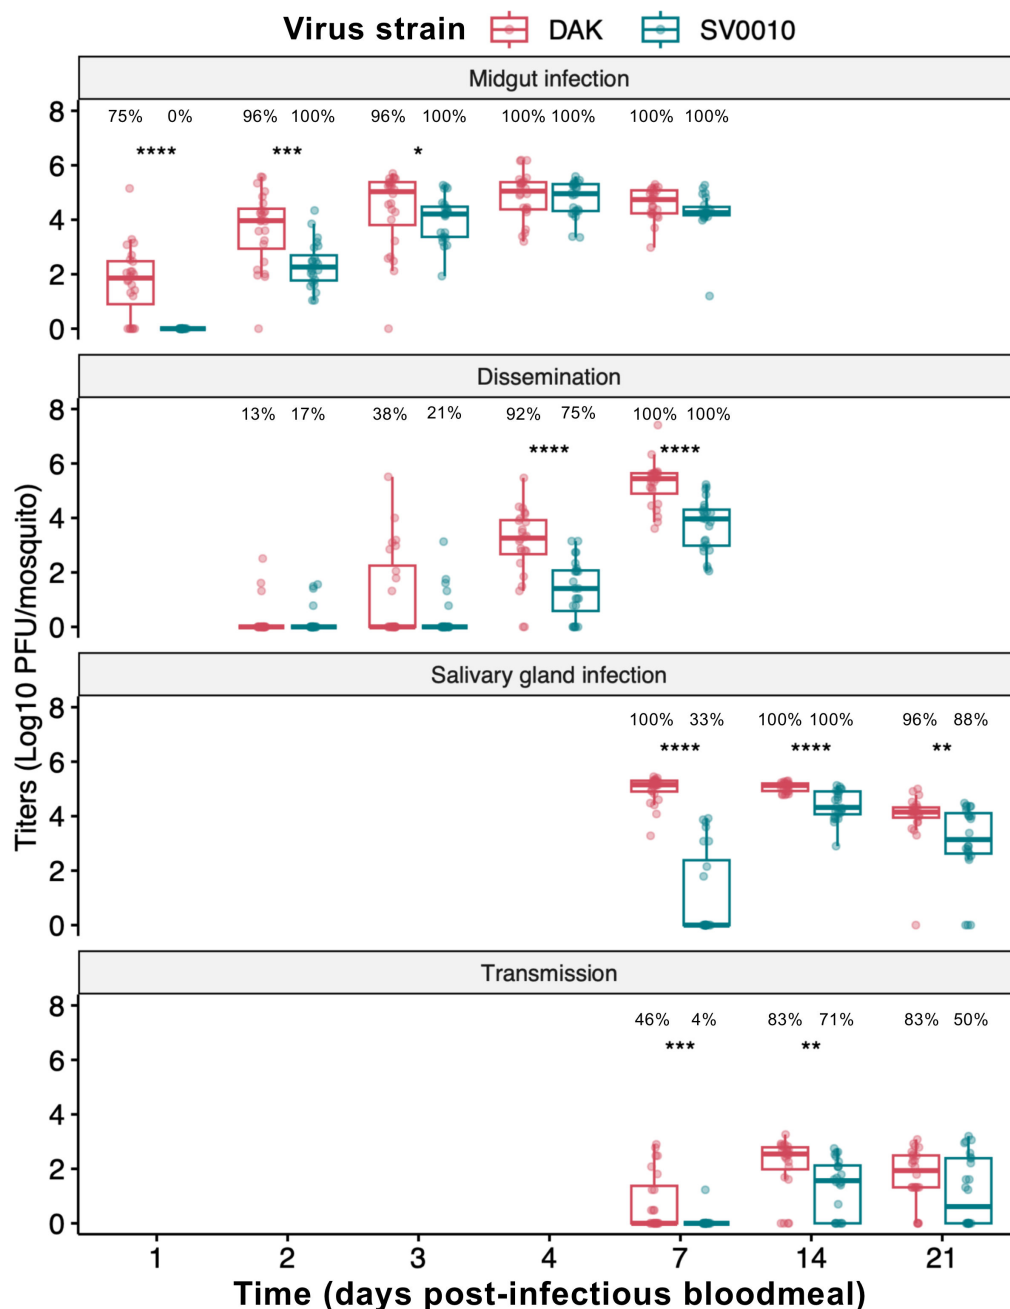 Virus strain DAK SV0010
Midgut infection
75% 0% 96% 100% 96% 100% 100% 100% 100% 100%
**** *** *
8
6
4
2
0
Dissemination
13% 17% 38% 21% 92% 75% 100% 100%
**** ****
8
6
4
2
0
Salivary gland infection
100% 33% 100% 100% 96% 88%
**** **** **
8
6
4
2
0
Transmission
46% 4% 83% 71% 83% 50%
*** **
8
6
4
2
0
Titers (Log10 PFU/mosquito)
1 2 3 4 7 14 21
Time (days post-infectious bloodmeal)